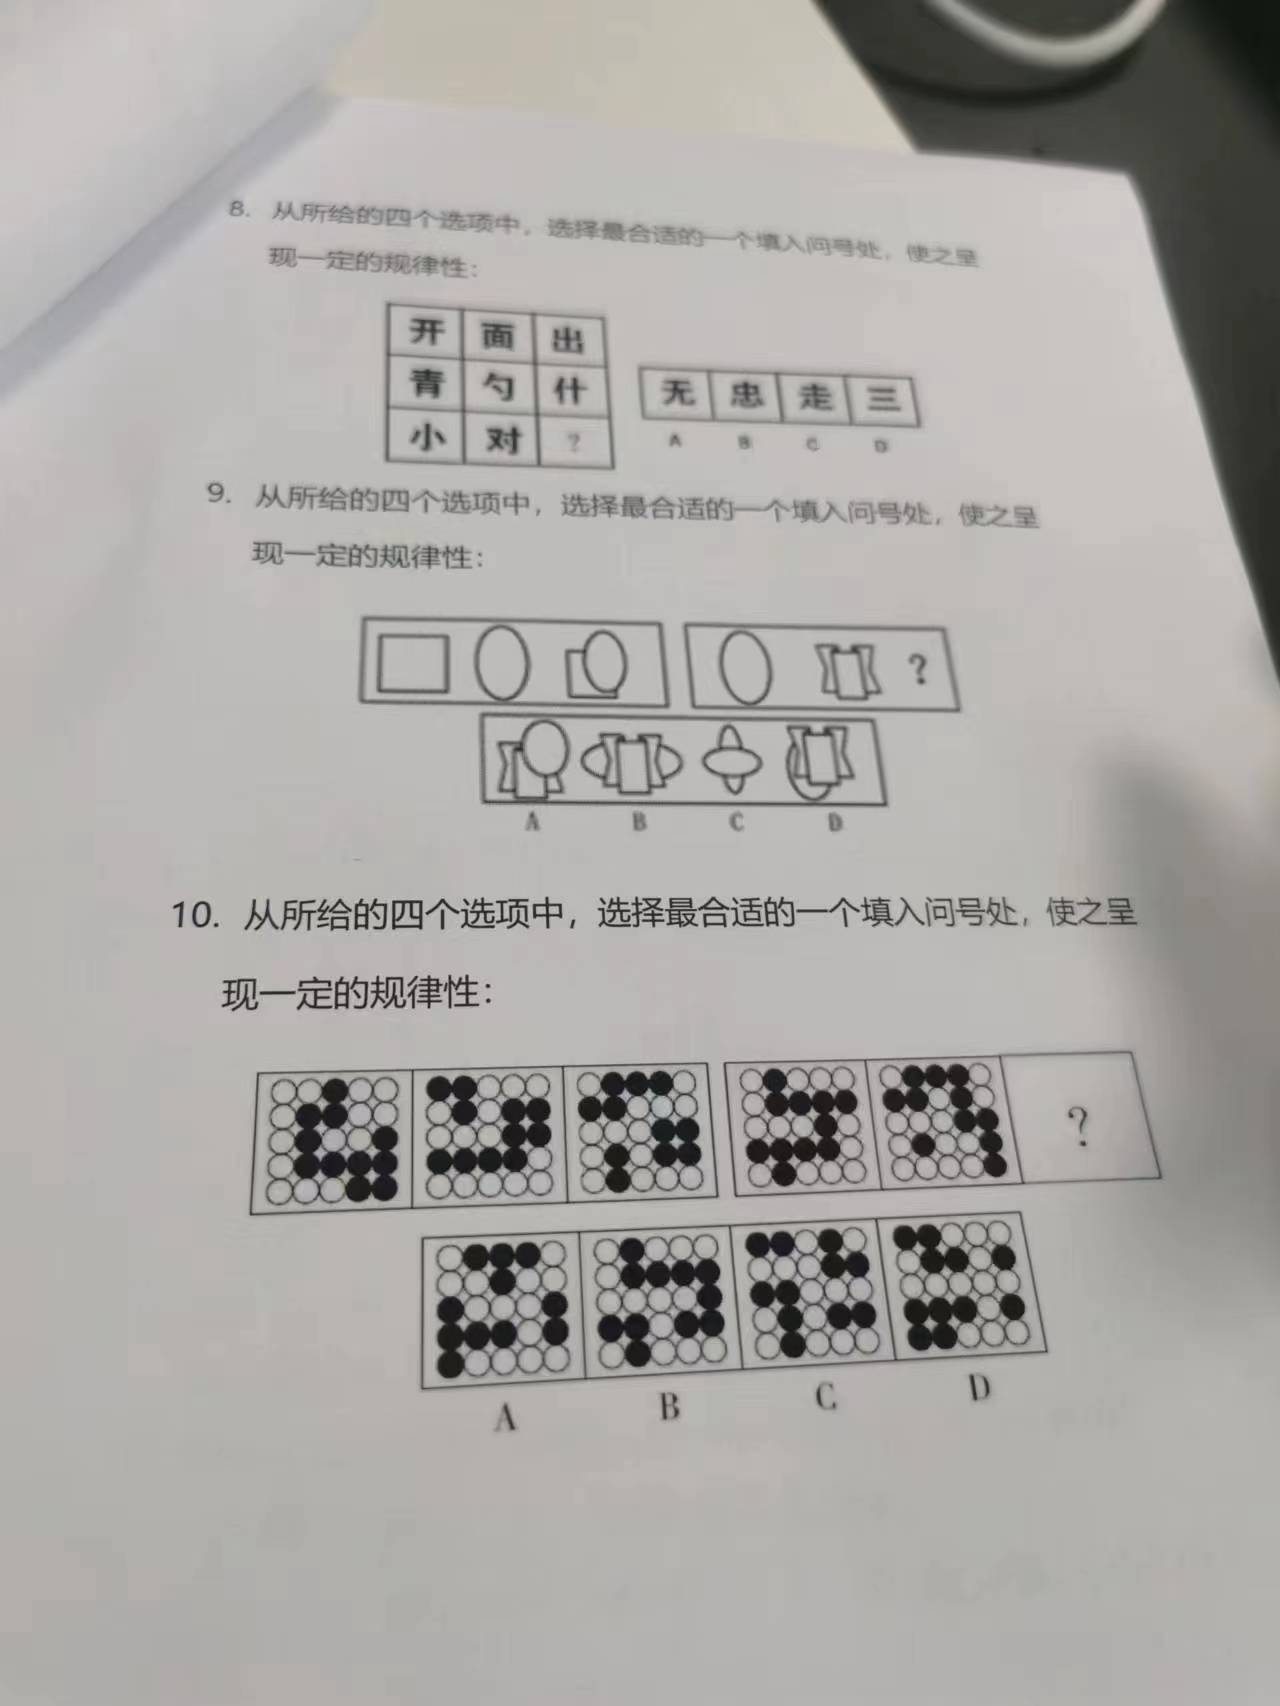 8. 从所给的四个选项中，选择最合适的一个填入问号处，使之呈
现一定的规律性：
开 面 出
青 勺 什
小 对 ?
无 忠 走 三
A B C D
9. 从所给的四个选项中，选择最合适的一个填入问号处，使之呈
现一定的规律性：
?
A B C D
10. 从所给的四个选项中，选择最合适的一个填入问号处，使之呈
现一定的规律性：
?
A B C D